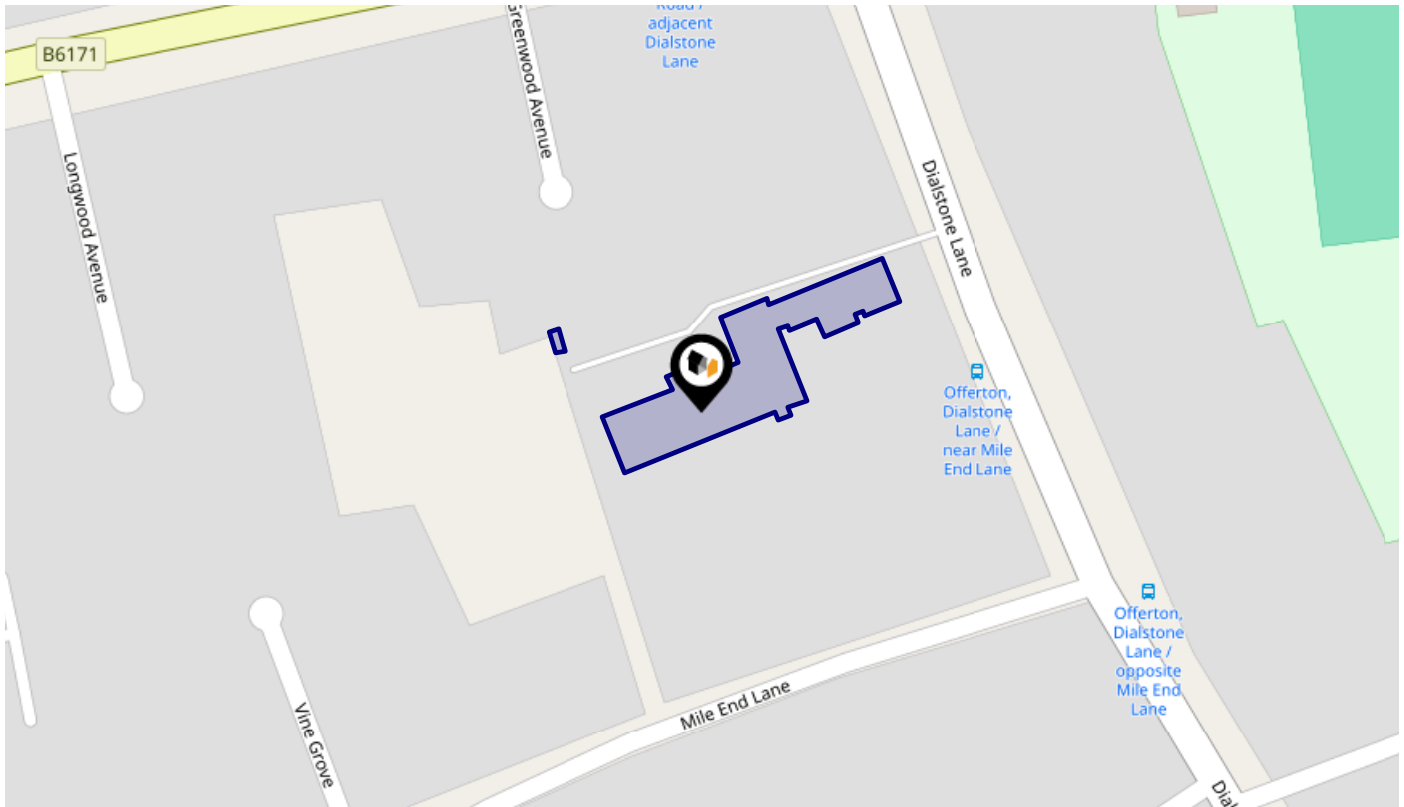 Road /
adjacent
Dialstone
Lane
B6171
Greenwood Avenue
Longwood Avenue
Dialstone Lane
Offerton,
Dialstone
Lane /
near Mile
End Lane
Offerton,
Dialstone
Lane /
opposite
Mile End
Lane
Mile End Lane
Vine Grove
Dial